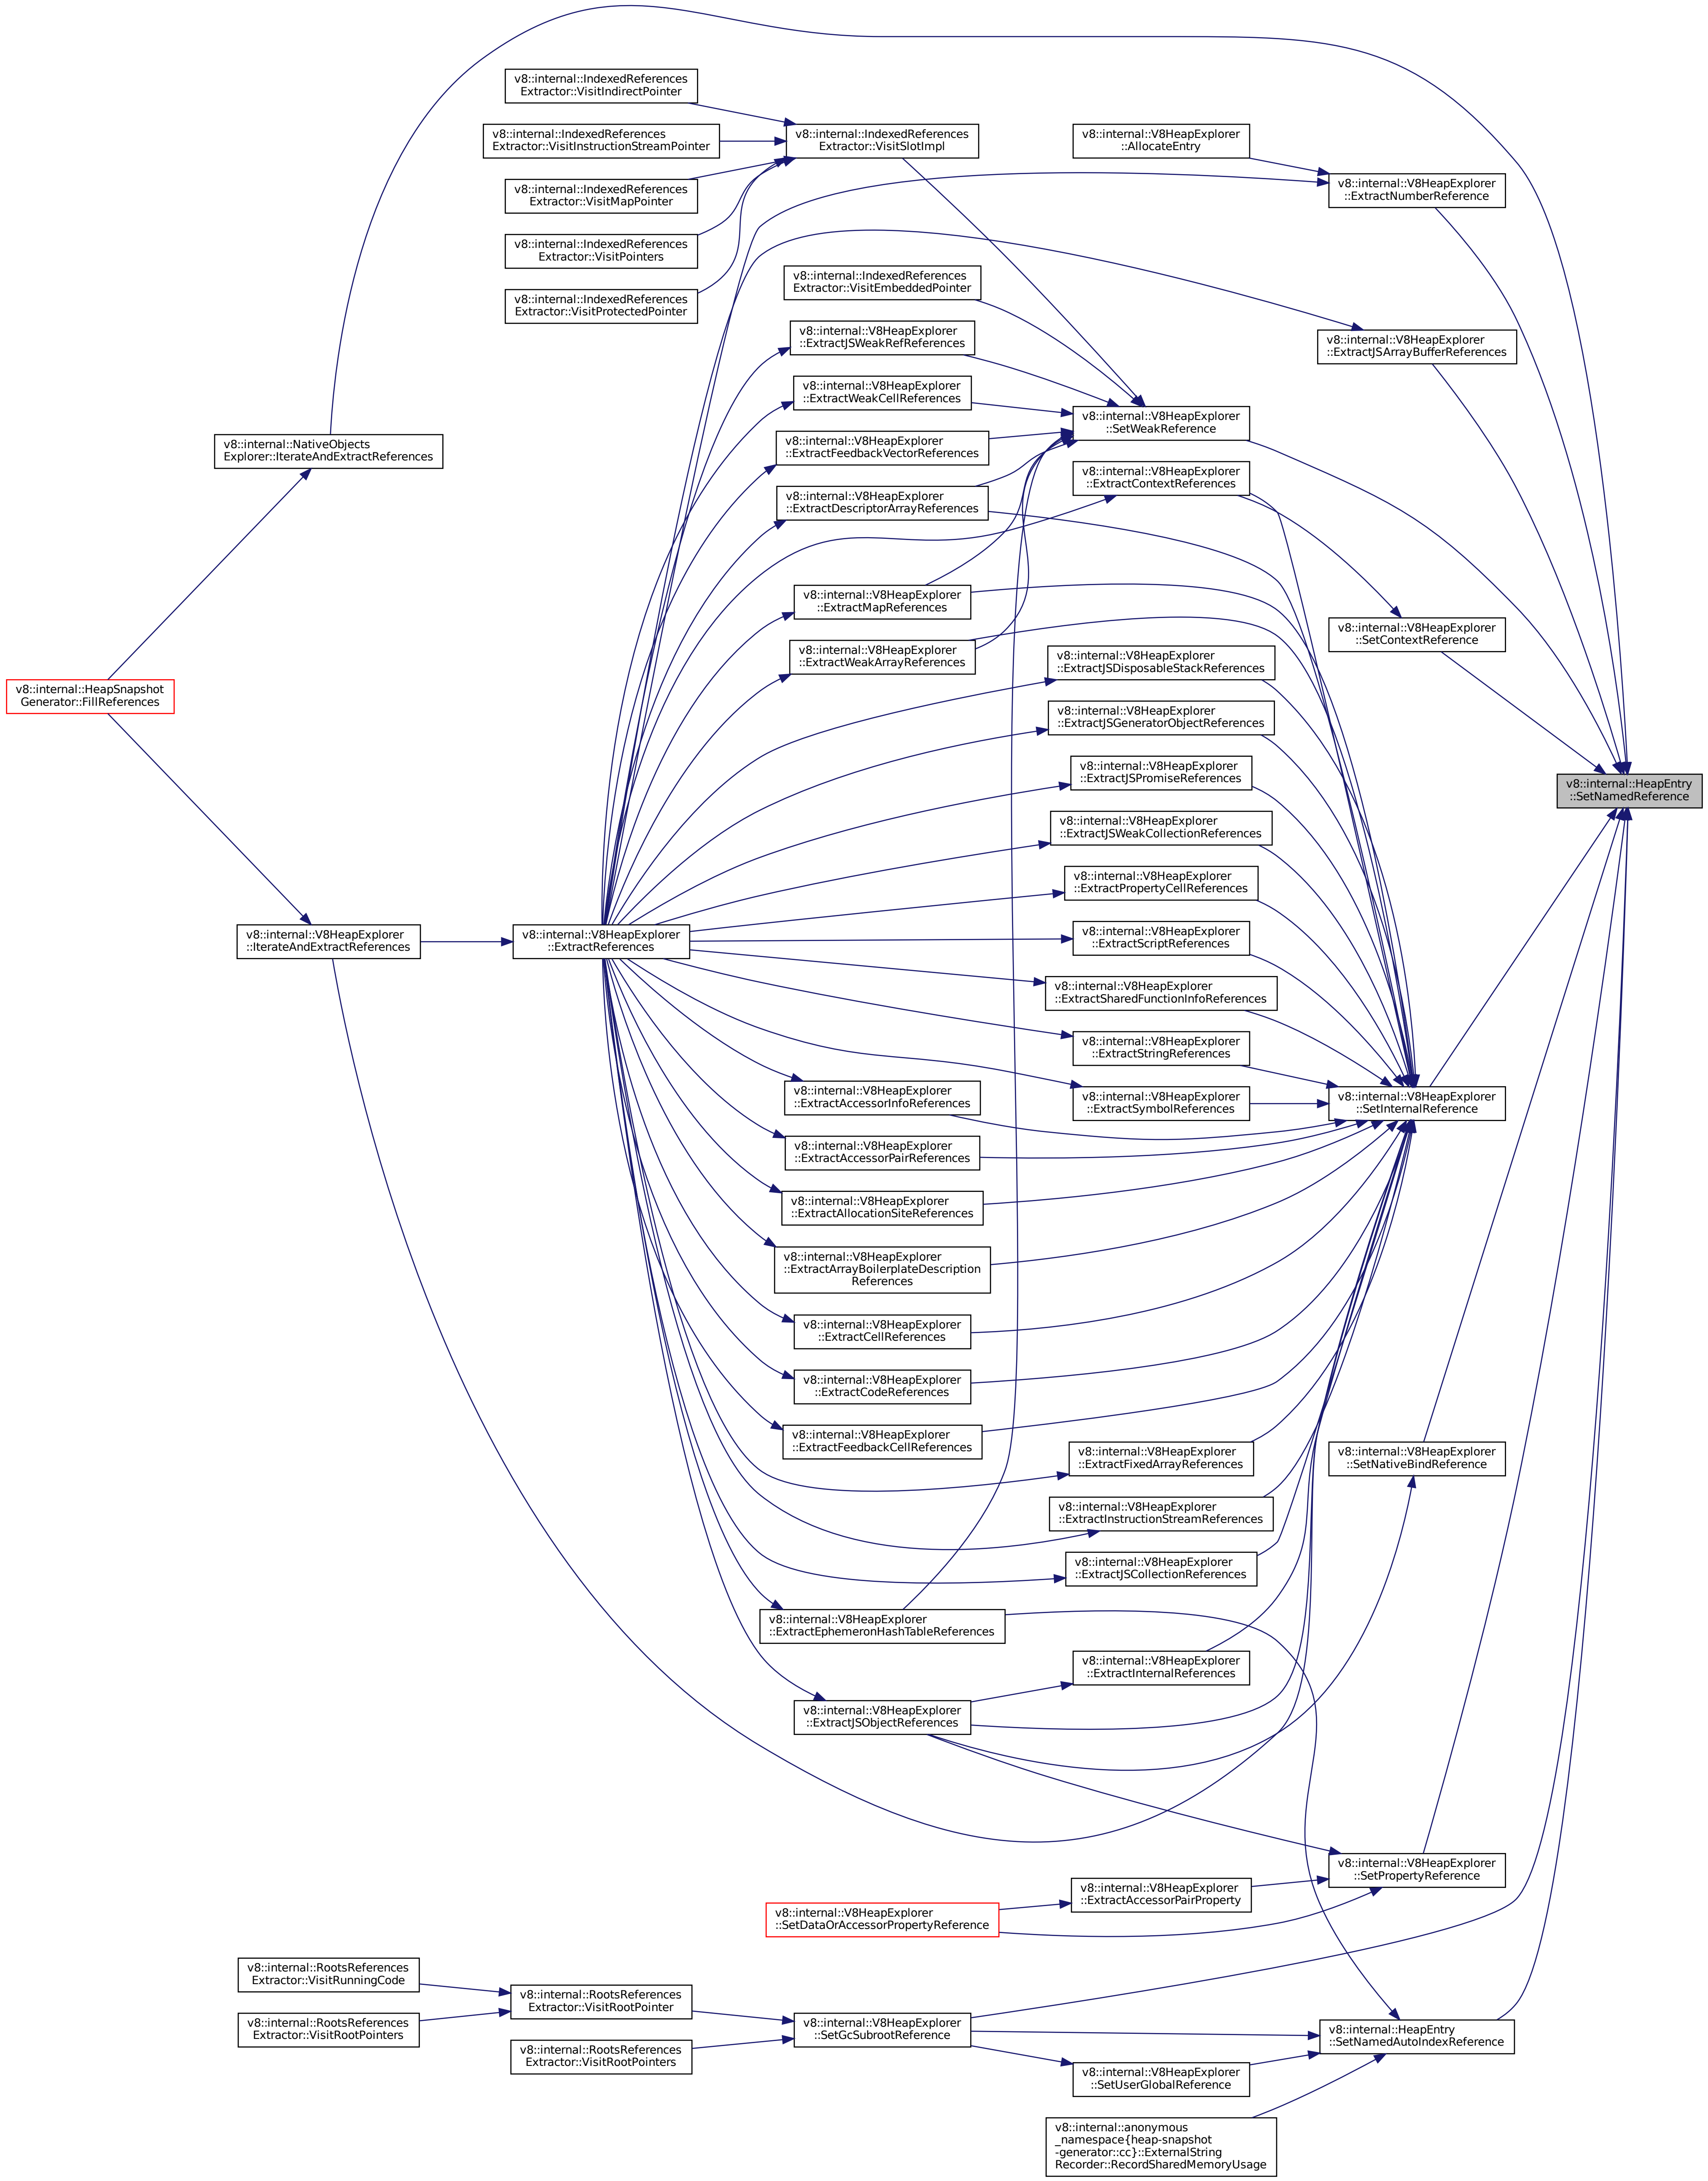 v8::internal::IndexedReferences
Extractor::VisitIndirectPointer
v8::internal::IndexedReferences
Extractor::VisitInstructionStreamPointer
v8::internal::IndexedReferences
Extractor::VisitSlotImpl
v8::internal::V8HeapExplorer
::AllocateEntry
v8::internal::IndexedReferences
Extractor::VisitMapPointer
v8::internal::V8HeapExplorer
::ExtractNumberReference
v8::internal::IndexedReferences
Extractor::VisitPointers
v8::internal::IndexedReferences
Extractor::VisitProtectedPointer
v8::internal::IndexedReferences
Extractor::VisitEmbeddedPointer
v8::internal::V8HeapExplorer
::ExtractJSWeakRefReferences
v8::internal::V8HeapExplorer
::ExtractJSArrayBufferReferences
v8::internal::V8HeapExplorer
::ExtractWeakCellReferences
v8::internal::V8HeapExplorer
::SetWeakReference
v8::internal::NativeObjects
Explorer::IterateAndExtractReferences
v8::internal::V8HeapExplorer
::ExtractFeedbackVectorReferences
v8::internal::V8HeapExplorer
::ExtractContextReferences
v8::internal::V8HeapExplorer
::ExtractDescriptorArrayReferences
v8::internal::V8HeapExplorer
::ExtractMapReferences
v8::internal::V8HeapExplorer
::SetContextReference
v8::internal::V8HeapExplorer
::ExtractWeakArrayReferences
v8::internal::V8HeapExplorer
::ExtractJSDisposableStackReferences
v8::internal::HeapSnapshot
Generator::FillReferences
v8::internal::V8HeapExplorer
::ExtractJSGeneratorObjectReferences
v8::internal::V8HeapExplorer
::ExtractJSPromiseReferences
v8::internal::HeapEntry
::SetNamedReference
v8::internal::V8HeapExplorer
::ExtractJSWeakCollectionReferences
v8::internal::V8HeapExplorer
::ExtractPropertyCellReferences
v8::internal::V8HeapExplorer
::IterateAndExtractReferences
v8::internal::V8HeapExplorer
::ExtractReferences
v8::internal::V8HeapExplorer
::ExtractScriptReferences
v8::internal::V8HeapExplorer
::ExtractSharedFunctionInfoReferences
v8::internal::V8HeapExplorer
::ExtractStringReferences
v8::internal::V8HeapExplorer
::ExtractAccessorInfoReferences
v8::internal::V8HeapExplorer
::ExtractSymbolReferences
v8::internal::V8HeapExplorer
::SetInternalReference
v8::internal::V8HeapExplorer
::ExtractAccessorPairReferences
v8::internal::V8HeapExplorer
::ExtractAllocationSiteReferences
v8::internal::V8HeapExplorer
::ExtractArrayBoilerplateDescription
References
v8::internal::V8HeapExplorer
::ExtractCellReferences
v8::internal::V8HeapExplorer
::ExtractCodeReferences
v8::internal::V8HeapExplorer
::ExtractFeedbackCellReferences
v8::internal::V8HeapExplorer
::ExtractFixedArrayReferences
v8::internal::V8HeapExplorer
::SetNativeBindReference
v8::internal::V8HeapExplorer
::ExtractInstructionStreamReferences
v8::internal::V8HeapExplorer
::ExtractJSCollectionReferences
v8::internal::V8HeapExplorer
::ExtractEphemeronHashTableReferences
v8::internal::V8HeapExplorer
::ExtractInternalReferences
v8::internal::V8HeapExplorer
::ExtractJSObjectReferences
v8::internal::V8HeapExplorer
::SetPropertyReference
v8::internal::V8HeapExplorer
::ExtractAccessorPairProperty
v8::internal::V8HeapExplorer
::SetDataOrAccessorPropertyReference
v8::internal::RootsReferences
Extractor::VisitRunningCode
v8::internal::RootsReferences
Extractor::VisitRootPointer
v8::internal::RootsReferences
Extractor::VisitRootPointers
v8::internal::V8HeapExplorer
::SetGcSubrootReference
v8::internal::HeapEntry
::SetNamedAutoIndexReference
v8::internal::RootsReferences
Extractor::VisitRootPointers
v8::internal::V8HeapExplorer
::SetUserGlobalReference
v8::internal::anonymous
_namespace{heap-snapshot
-generator::cc}::ExternalString
Recorder::RecordSharedMemoryUsage